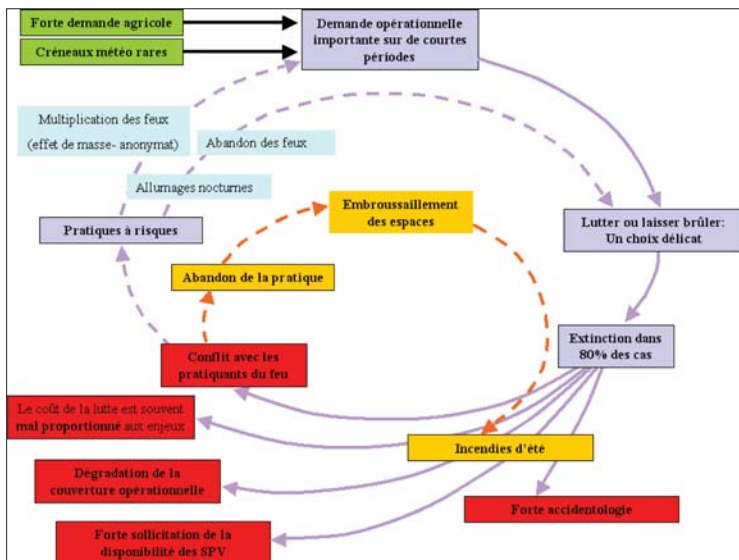 Forte demande agricole
Créneaux météo rares
Demande opérationnelle
importante sur de courtes
périodes
Multiplication des feux
(effet de masse- anonymat)
Abandon des feux
Allumages nocturnes
Pratiques à risques
Embroussaillement
des espaces
Lutter ou laisser brûler:
Un choix délicat
Abandon de la pratique
Extinction dans
80% des cas
Conflit avec les
pratiquants du feu
Le coût de la lutte est souvent
mal proportionné aux enjeux
Incendies d'été
Dégradation de la
couverture opérationnelle
Forte accidentologie
Forte sollicitation de la
disponibilité des SPV